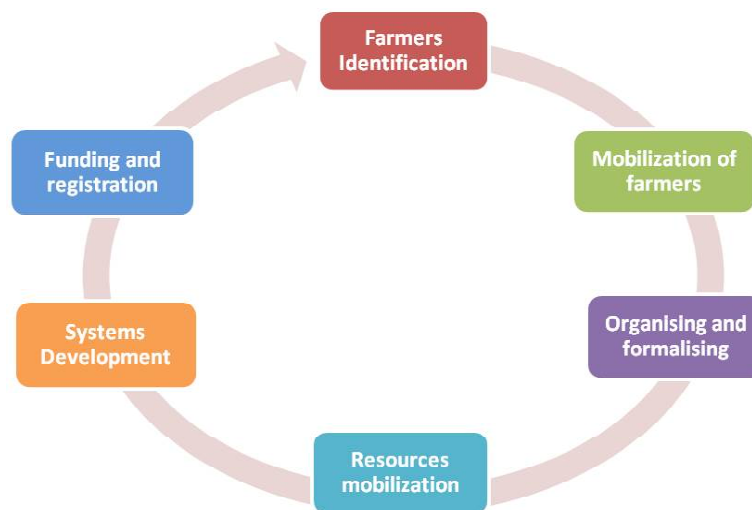 Farmers
Identification
Mobilization of
farmers
Organising and
formalising
Resources
mobilization
Systems
Development
Funding and
registration